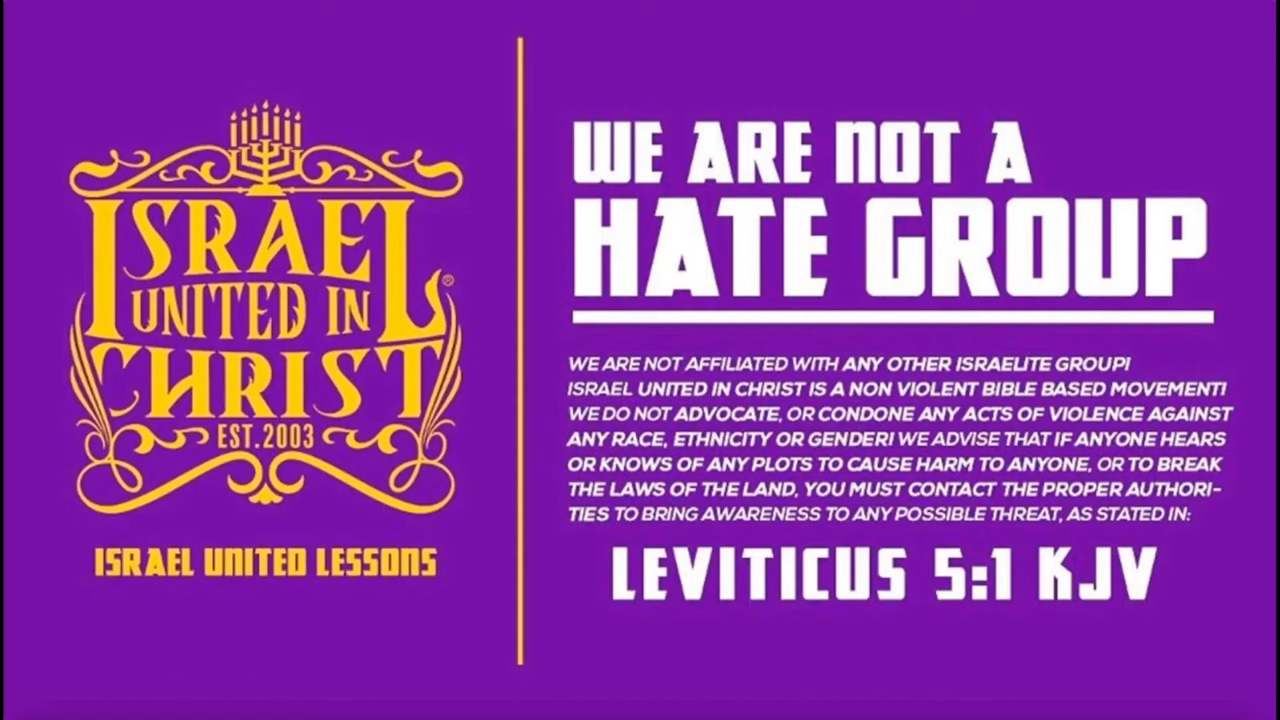 ISRAEL
UNITED IN
CHRIST
EST.2003
®
ISRAEL UNITED LESSONS
WE ARE NOT A
HATE GROUP
WE ARE NOT AFFILIATED WITH ANY OTHER ISRAELITE GROUP!
ISRAEL UNITED IN CHRIST IS A NON VIOLENT BIBLE BASED MOVEMENT!
WE DO NOT ADVOCATE, OR CONDONE ANY ACTS OF VIOLENCE AGAINST
ANY RACE, ETHNICITY OR GENDER! WE ADVISE THAT IF ANYONE HEARS
OR KNOWS OF ANY PLOTS TO CAUSE HARM TO ANYONE, OR TO BREAK
THE LAWS OF THE LAND, YOU MUST CONTACT THE PROPER AUTHORI-
TIES TO BRING AWARENESS TO ANY POSSIBLE THREAT, AS STATED IN:
LEVITICUS 5:1 KJV